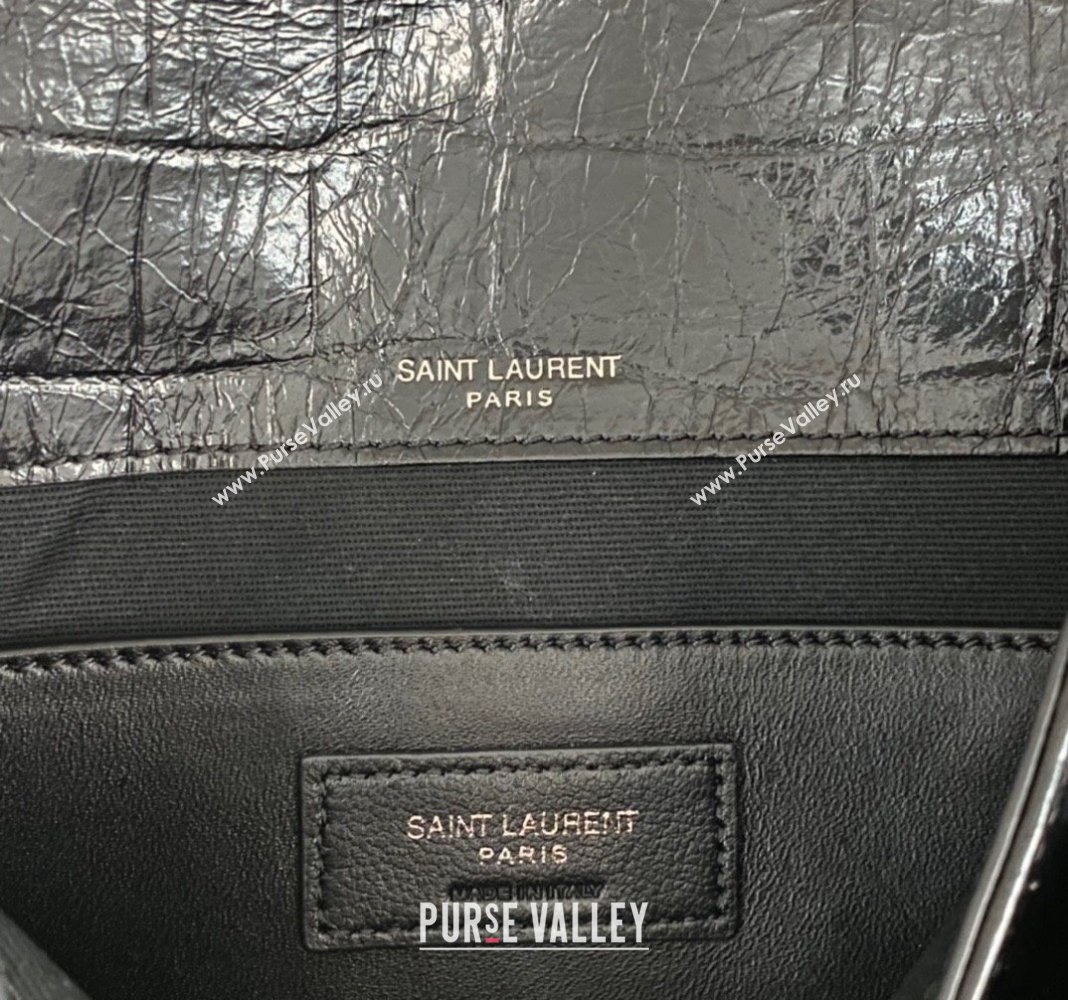 SAINT LAURENT
PARIS
www.PurseValley.ru
www.PurseValley.ru
SAINT LAURENT
PARIS
MADE IN ITALY
PURSE VALLEY